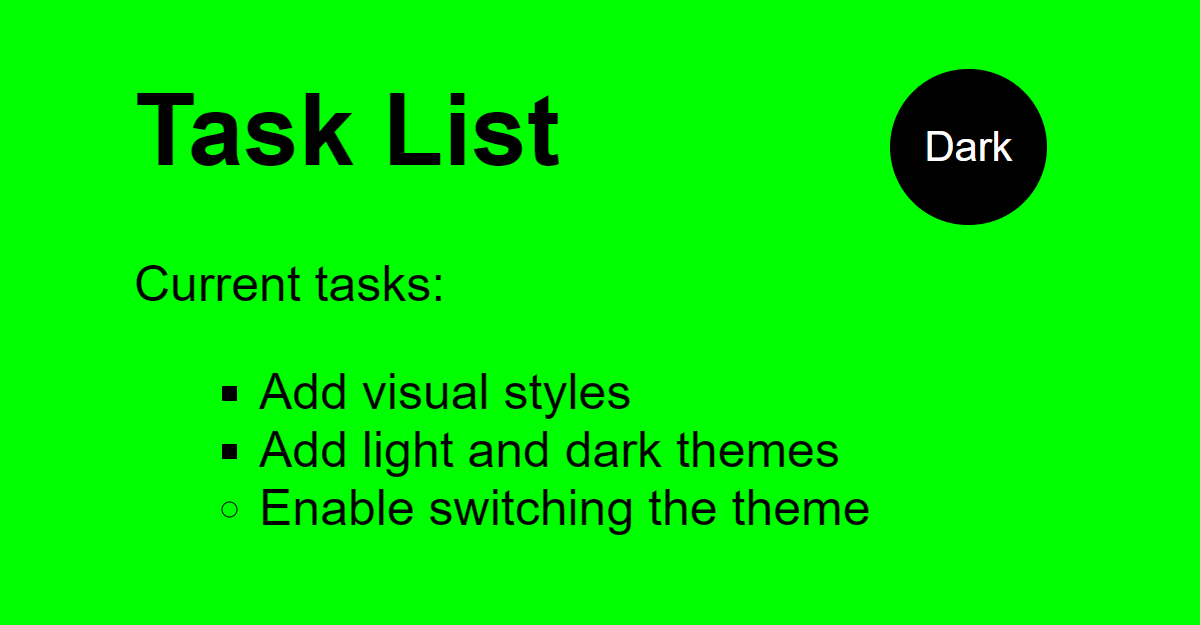 Task List
Dark
Current tasks:
Add visual styles
Add light and dark themes
Enable switching the theme